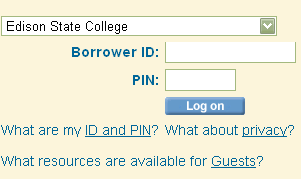 Edison State College
Borrower ID:
PIN:
Log on
What are my ID and PIN? What about privacy?
What resources are available for Guests?